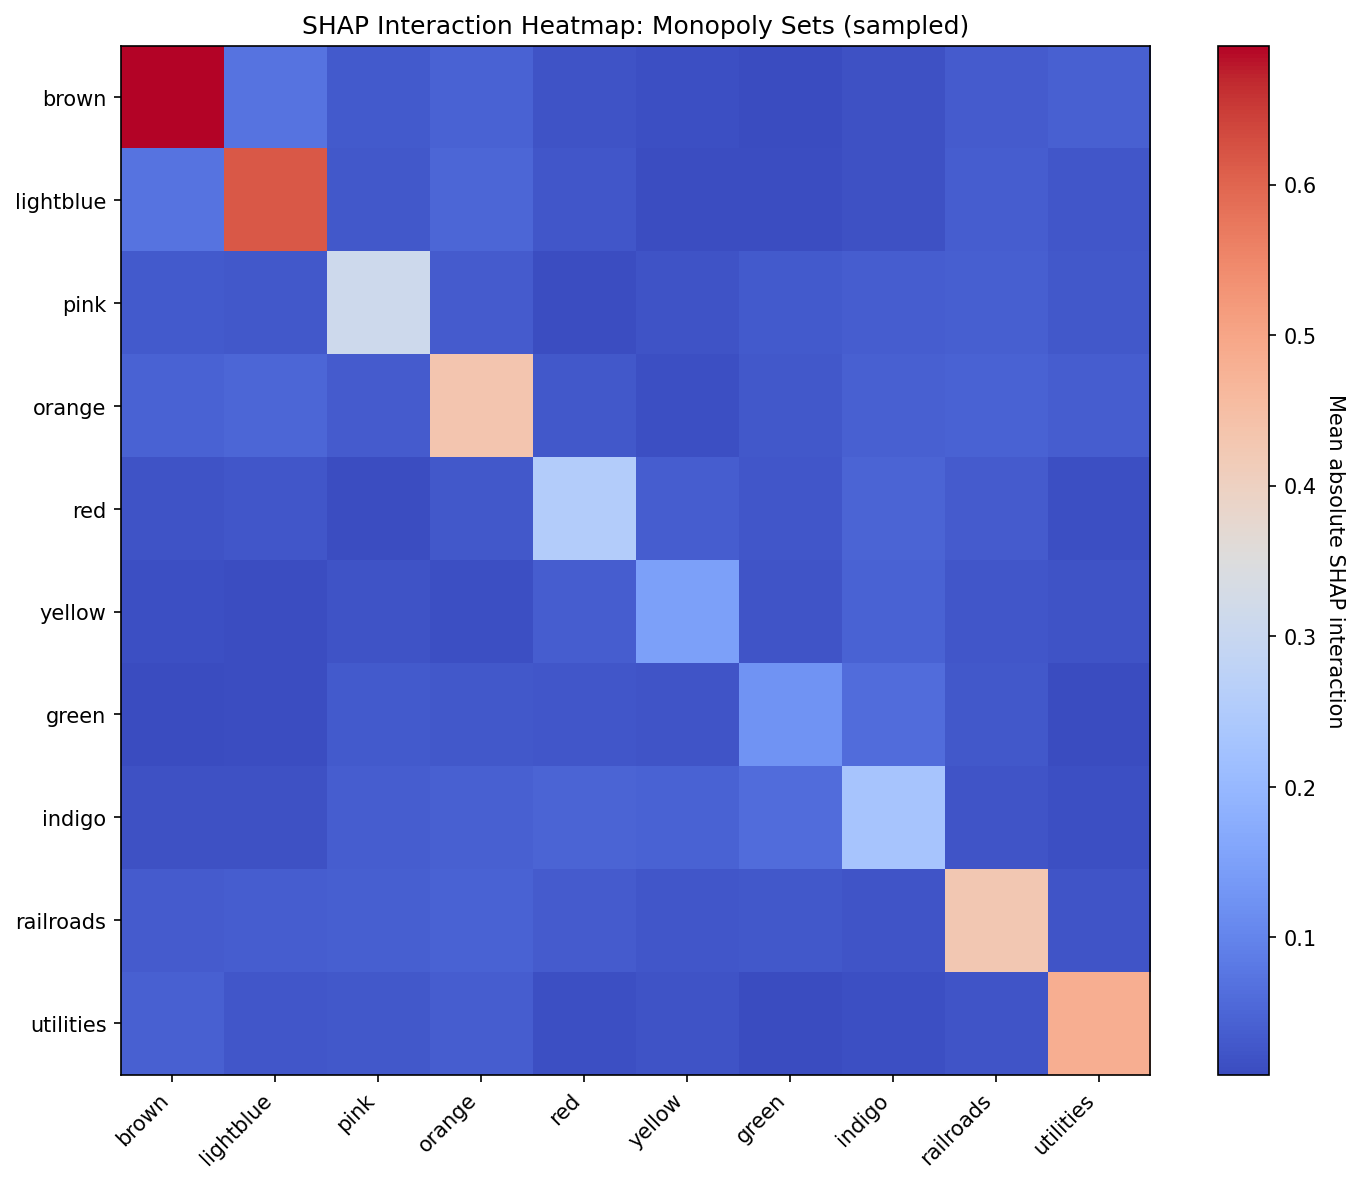 SHAP Interaction Heatmap: Monopoly Sets (sampled)
brown
lightblue
pink
orange
red
yellow
green
indigo
railroads
utilities
brown
lightblue
pink
orange
red
yellow
green
indigo
railroads
utilities
0.6
0.5
0.4
0.3
0.2
0.1
Mean absolute SHAP interaction